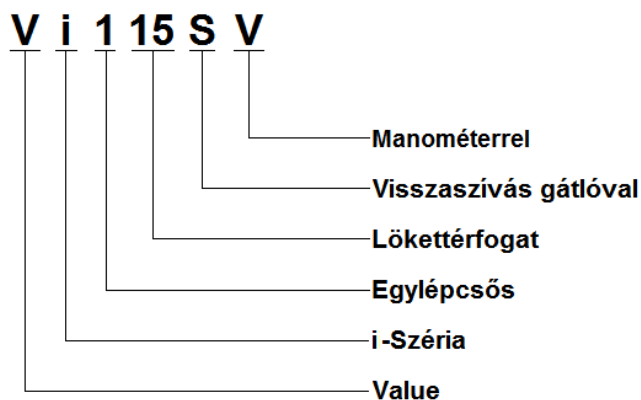 V i 1 15 S V
Manométerrel
Visszaszívás gátlóval
Lökettérfogat
Egylépcsős
i-Széria
Value